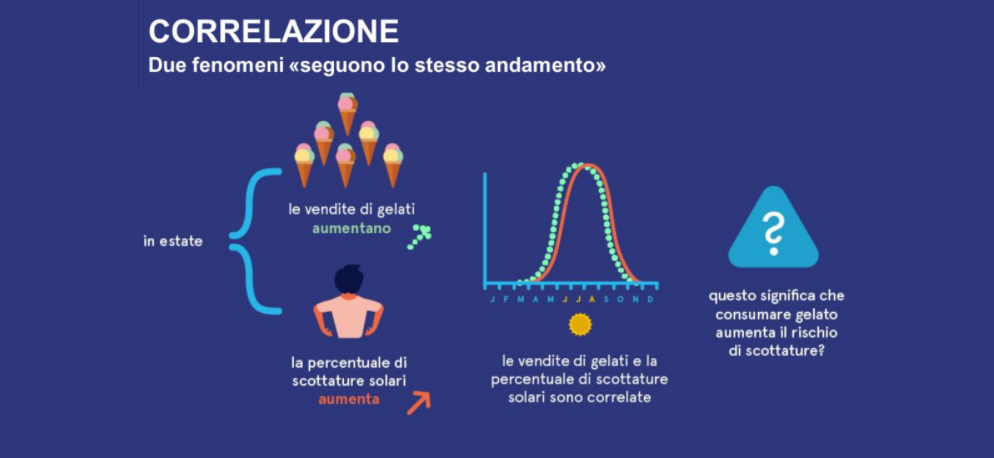 CORRELAZIONE
Due fenomeni «seguono lo stesso andamento»
in estate
le vendite di gelati
aumentano
la percentuale di
scottature solari
aumenta
J F M A M J J A S O N D
le vendite di gelati e la
percentuale di scottature
solari sono correlate
?
questo significa che
consumare gelato
aumenta il rischio
di scottature?